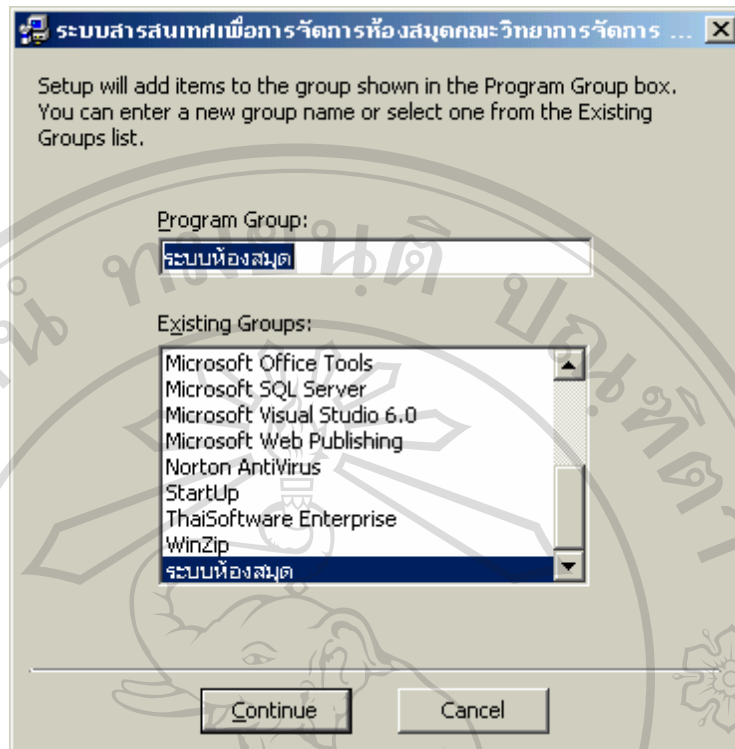 ระบบสารสนเทศเพื่อการจัดการห้องสมุดคณะวิทยาการจัดการ ...
Setup will add items to the group shown in the Program Group box.
You can enter a new group name or select one from the Existing
Groups list.
Program Group:
ระบบห้องสมุด
Existing Groups:
Microsoft Office Tools
Microsoft SQL Server
Microsoft Visual Studio 6.0
Microsoft Web Publishing
Norton AntiVirus
StartUp
ThaiSoftware Enterprise
WinZip
ระบบห้องสมุด
Continue
Cancel